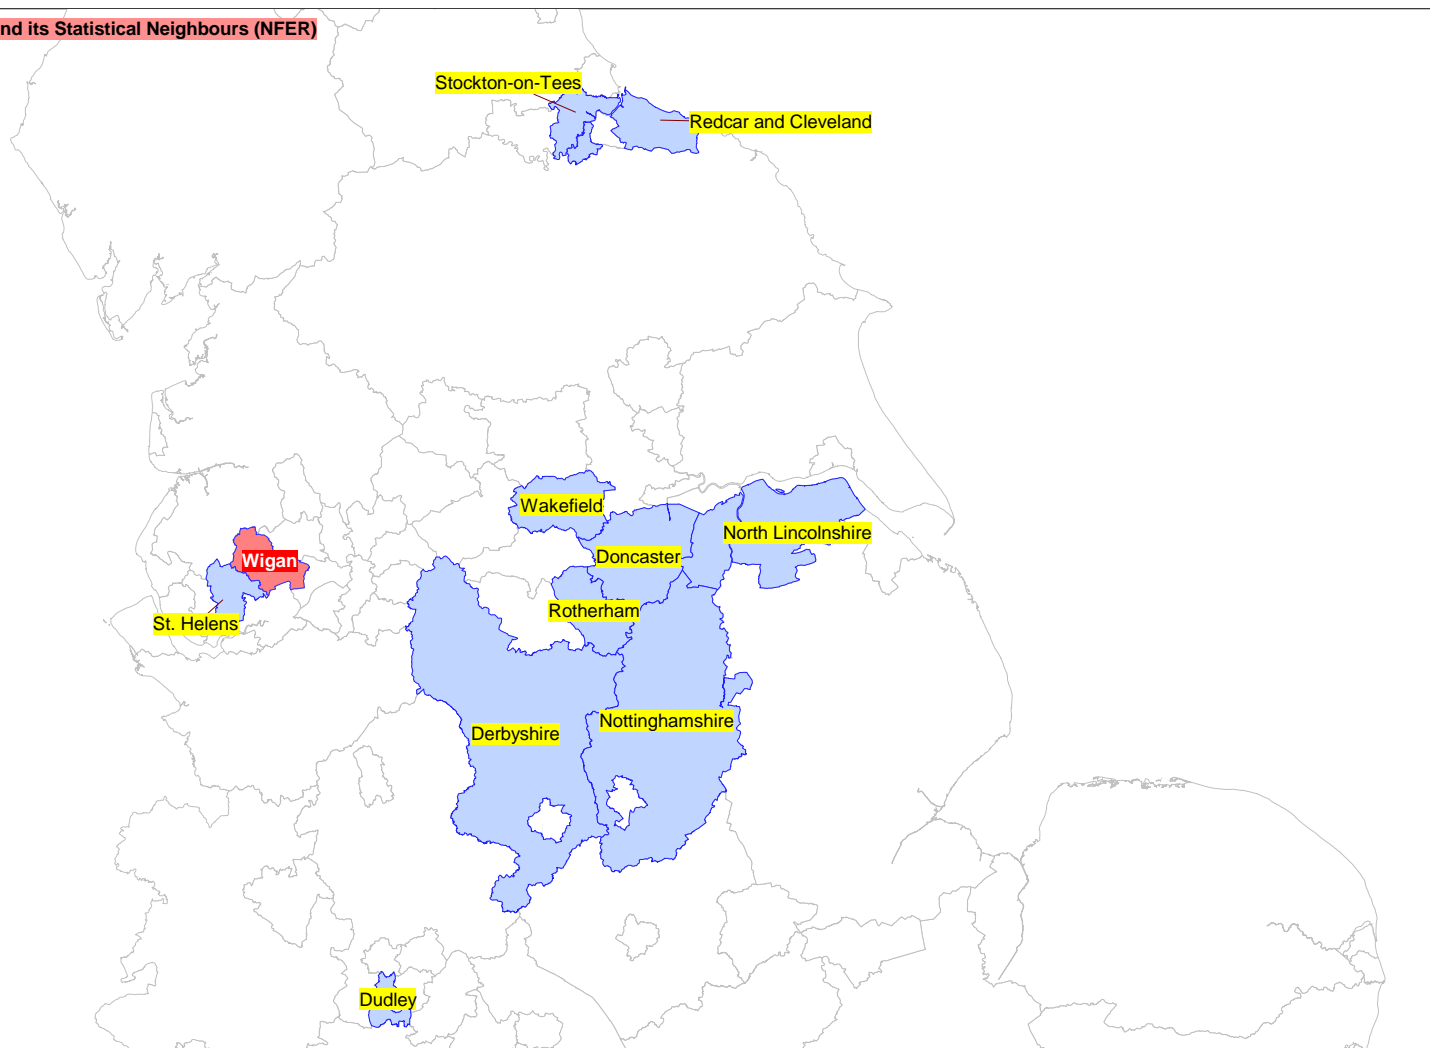 nd its Statistical Neighbours (NFER)
Stockton-on-Tees
Redcar and Cleveland
Wakefield
North Lincolnshire
Doncaster
Wigan
Rotherham
St. Helens
Nottinghamshire
Derbyshire
Dudley